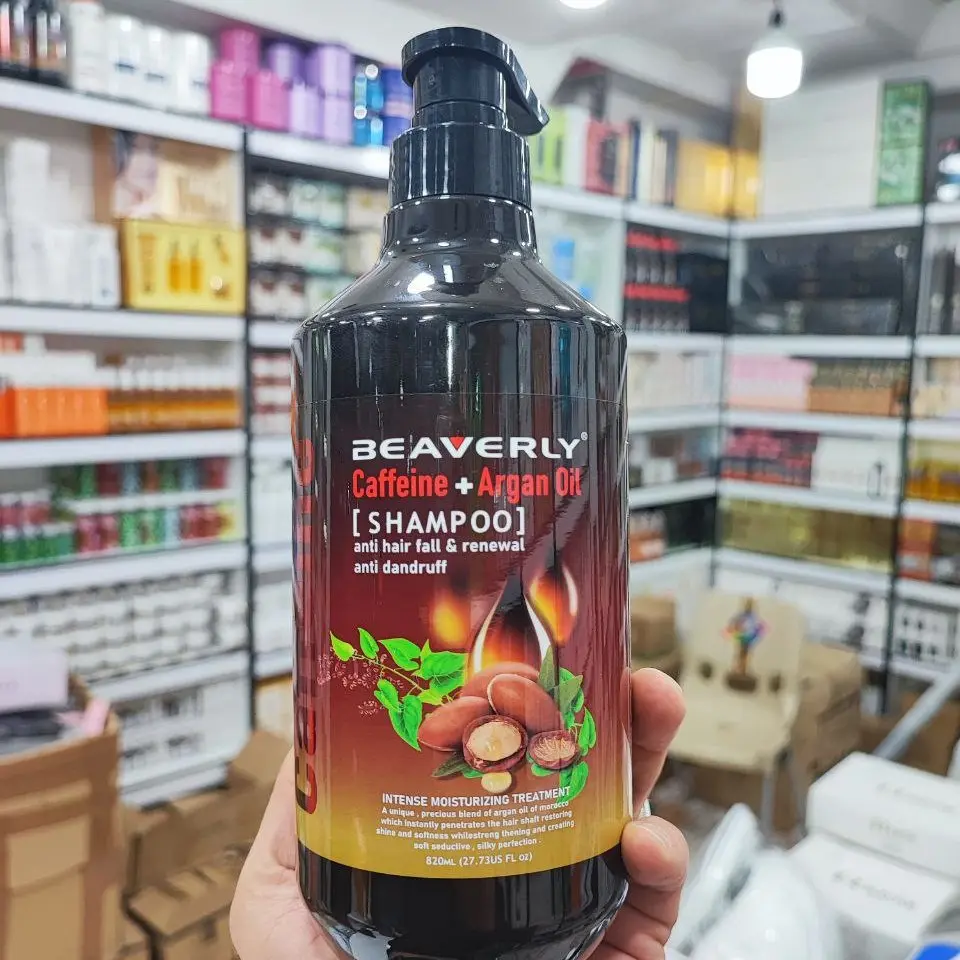 BEAVERLY®
Caffeine + Argan Oil
[ SHAMPOO ]
anti hair fall & renewal
anti dandruff
INTENSE MOISTURIZING TREATMENT
A unique , precious blend of argan oil of morocco
which instantly penetrates the hair shaft restoring
shine and softness whilestreng thening and creating
soft seductive , silky perfection .
820ML (27.73US FL oz)